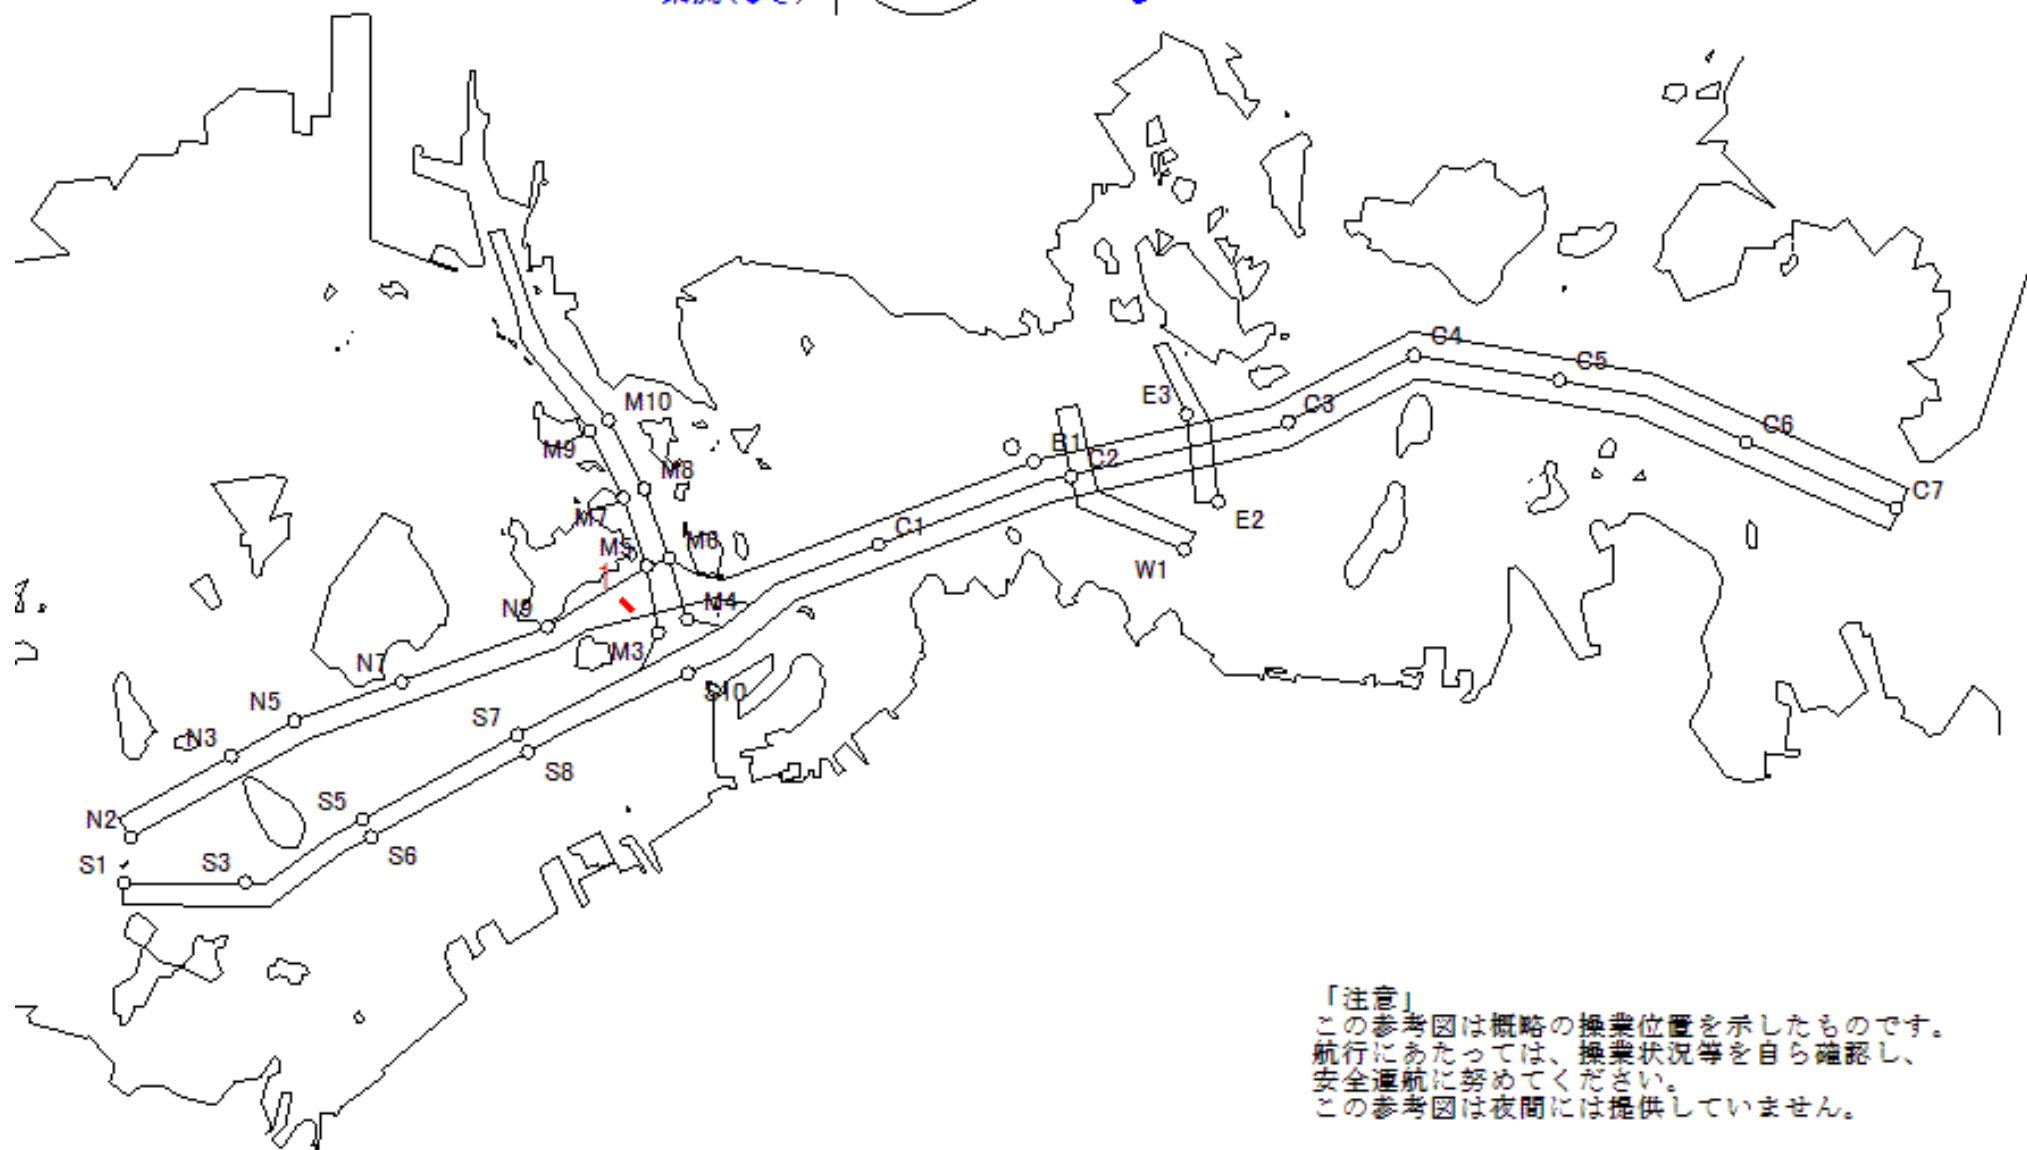 C4
C5
E3
M10
C3
C6
M9
B1
C2
M8
C7
M7
E2
C1
M5
M6
1
W1
N9
M4
M3
N7
S10
N5
S7
N3
S8
S5
N2
S6
S1
S3
「注意」
この参考図は概略の操業位置を示したものです。
航行にあたっては、操業状況等を自ら確認し、
安全運航に努めてください。
この参考図は夜間には提供していません。